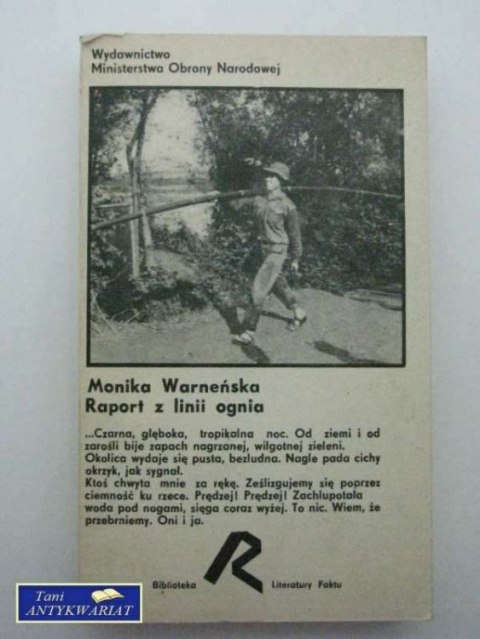 Wydawnictwo
Ministerstwa Obrony Narodowej
Monika Warneńska
Raport z linii ognia
...Czarna, głęboka, tropikalna noc. Od ziemi i od
zarośli bije zapach nagrzanej, wilgotnej zieleni.
Okolica wydaje się pusta, bezludna. Nagle pada cichy
okrzyk, jak sygnał.
Ktoś chwyta mnie za rękę. Ześlizgujemy się poprzez
ciemność ku rzece. Prędzej! Prędzej! Zachlupotała
woda pod nogami, sięga coraz wyżej. To nic. Wiem, że
przebrniemy. Oni i ja.
R
Biblioteka Literatury Faktu
Tani
ANTYKWARIAT